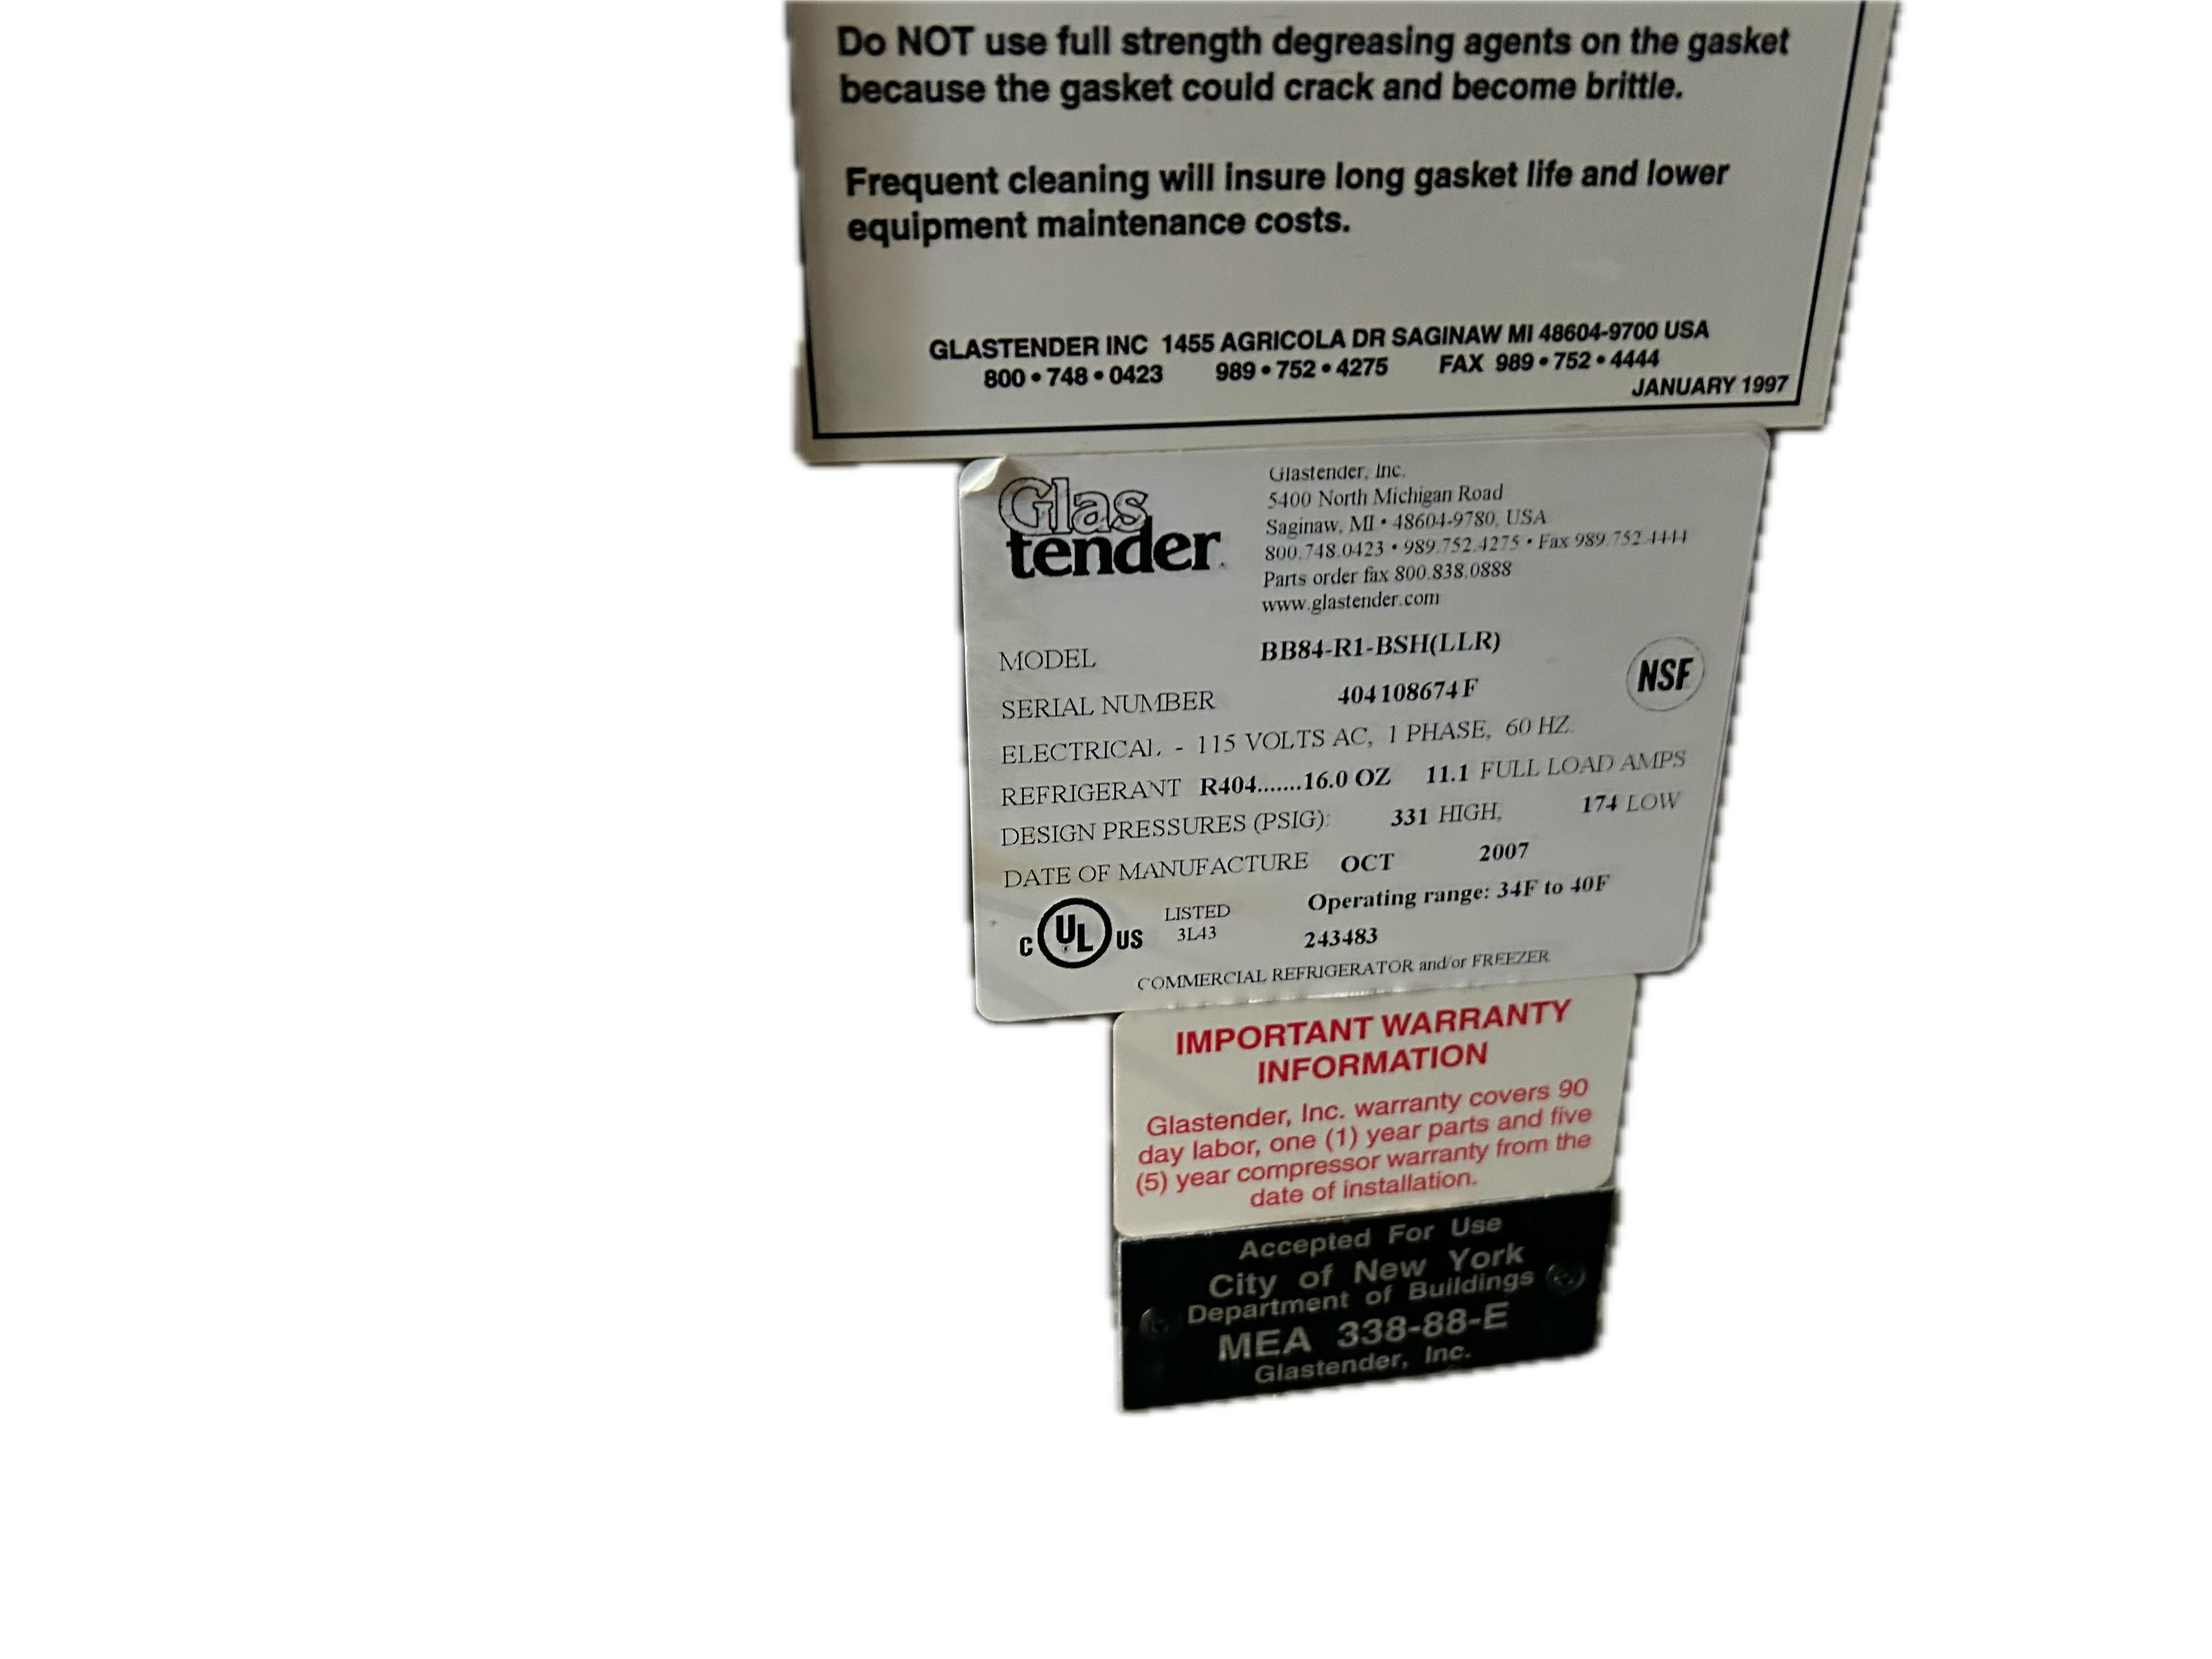 Do NOT use full strength degreasing agents on the gasket
because the gasket could crack and become brittle.
Frequent cleaning will insure long gasket life and lower
equipment maintenance costs.
GLASTENDER INC 1455 AGRICOLA DR SAGINAW MI 48604-9700 USA
800 • 748 • 0423 989 • 752 • 4275 FAX 989 • 752 • 4444
JANUARY 1997
Glas
tender
Glastender, Inc.
5400 North Michigan Road
Saginaw, MI • 48604-9780, USA
800.748.0423 • 989.752.4275 • Fax 989.752.4444
Parts order fax 800.838.0888
www.glastender.com
MODEL BB84-R1-BSH(LLR)
SERIAL NUMBER 404108674F
NSF
ELECTRICAL - 115 VOLTS AC, 1 PHASE, 60 HZ.
REFRIGERANT R404.......16.0 OZ 11.1 FULL LOAD AMPS
DESIGN PRESSURES (PSIG): 331 HIGH, 174 LOW
DATE OF MANUFACTURE OCT 2007
Operating range: 34F to 40F
C UL US LISTED
3L43
243483
COMMERCIAL REFRIGERATOR and/or FREEZER
IMPORTANT WARRANTY
INFORMATION
Glastender, Inc. warranty covers 90
day labor, one (1) year parts and five
(5) year compressor warranty from the
date of installation.
Accepted For Use
City of New York
Department of Buildings
MEA 338-88-E
Glastender, Inc.